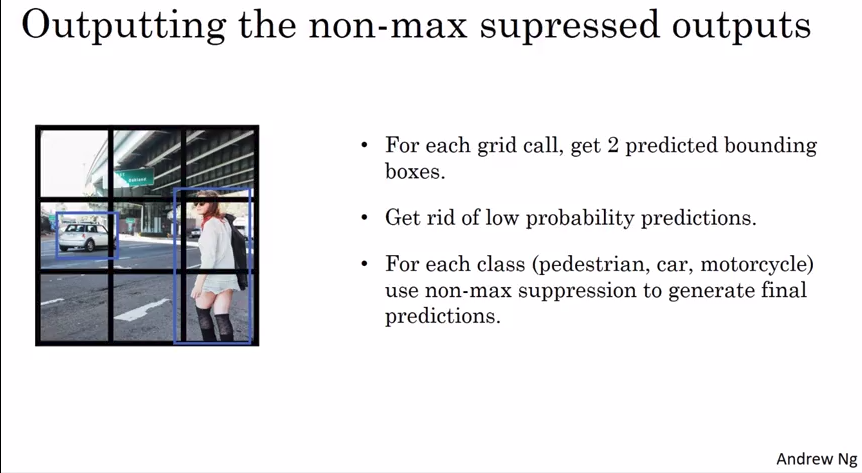 Outputting the non-max supressed outputs
• For each grid call, get 2 predicted bounding
boxes.
• Get rid of low probability predictions.
• For each class (pedestrian, car, motorcycle)
use non-max suppression to generate final
predictions.
Andrew Ng